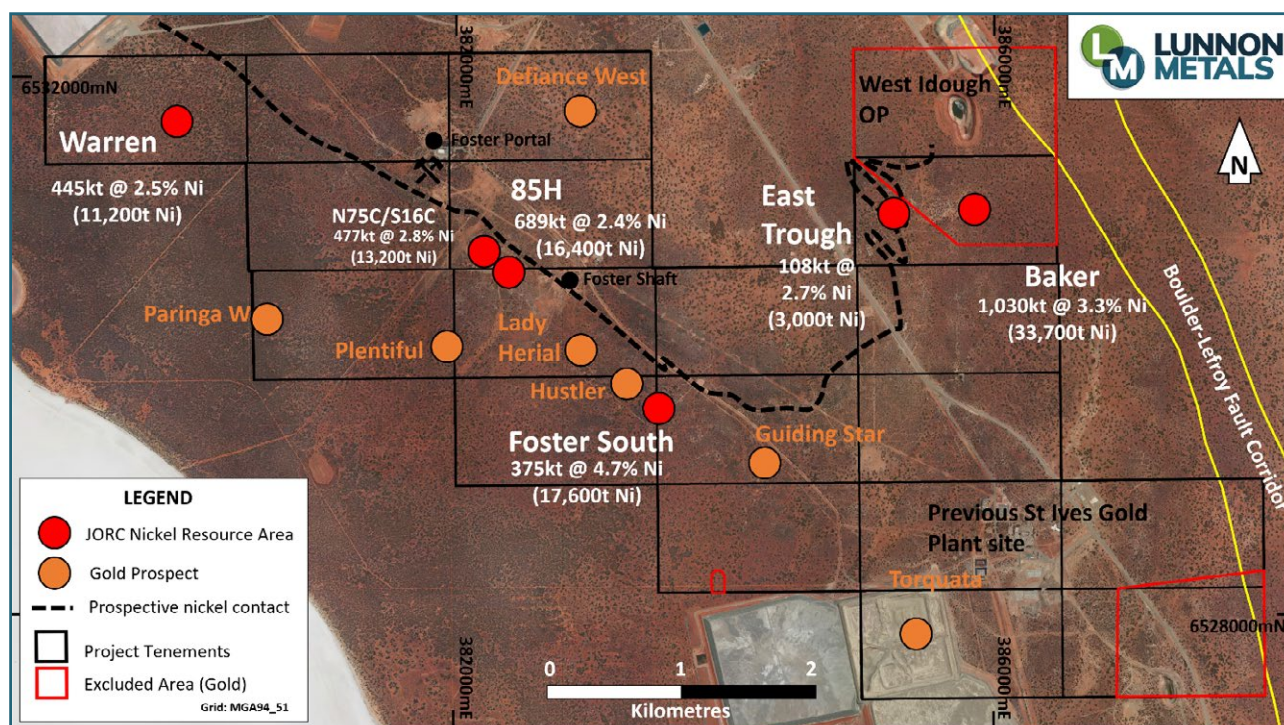 382000mE
386000mE
LM LUNNON
METALS
6532000mN
Defiance West
West Idough
OP
N
Warren
Foster Portal
445kt @ 2.5% Ni
(11,200t Ni)
85H
689kt @ 2.4% Ni
(16,400t Ni)
N75C/S16C
477kt @ 2.8% Ni
(13,200t Ni)
East
Trough
108kt @
2.7% Ni
(3,000t Ni)
Baker
1,030kt @ 3.3% Ni
(33,700t Ni)
Boulder-Lefroy Fault Corridor
Foster Shaft
Paringa W
Plentiful
Lady
Herial
Hustler
Foster South
375kt @ 4.7% Ni
(17,600t Ni)
Guiding Star
Previous St Ives Gold
Plant site
Torquata
6528000mN
382000mE
386000mE
0 1 2
Kilometres
LEGEND
JORC Nickel Resource Area
Gold Prospect
Prospective nickel contact
Project Tenements
Excluded Area (Gold)
Grid: MGA94_51